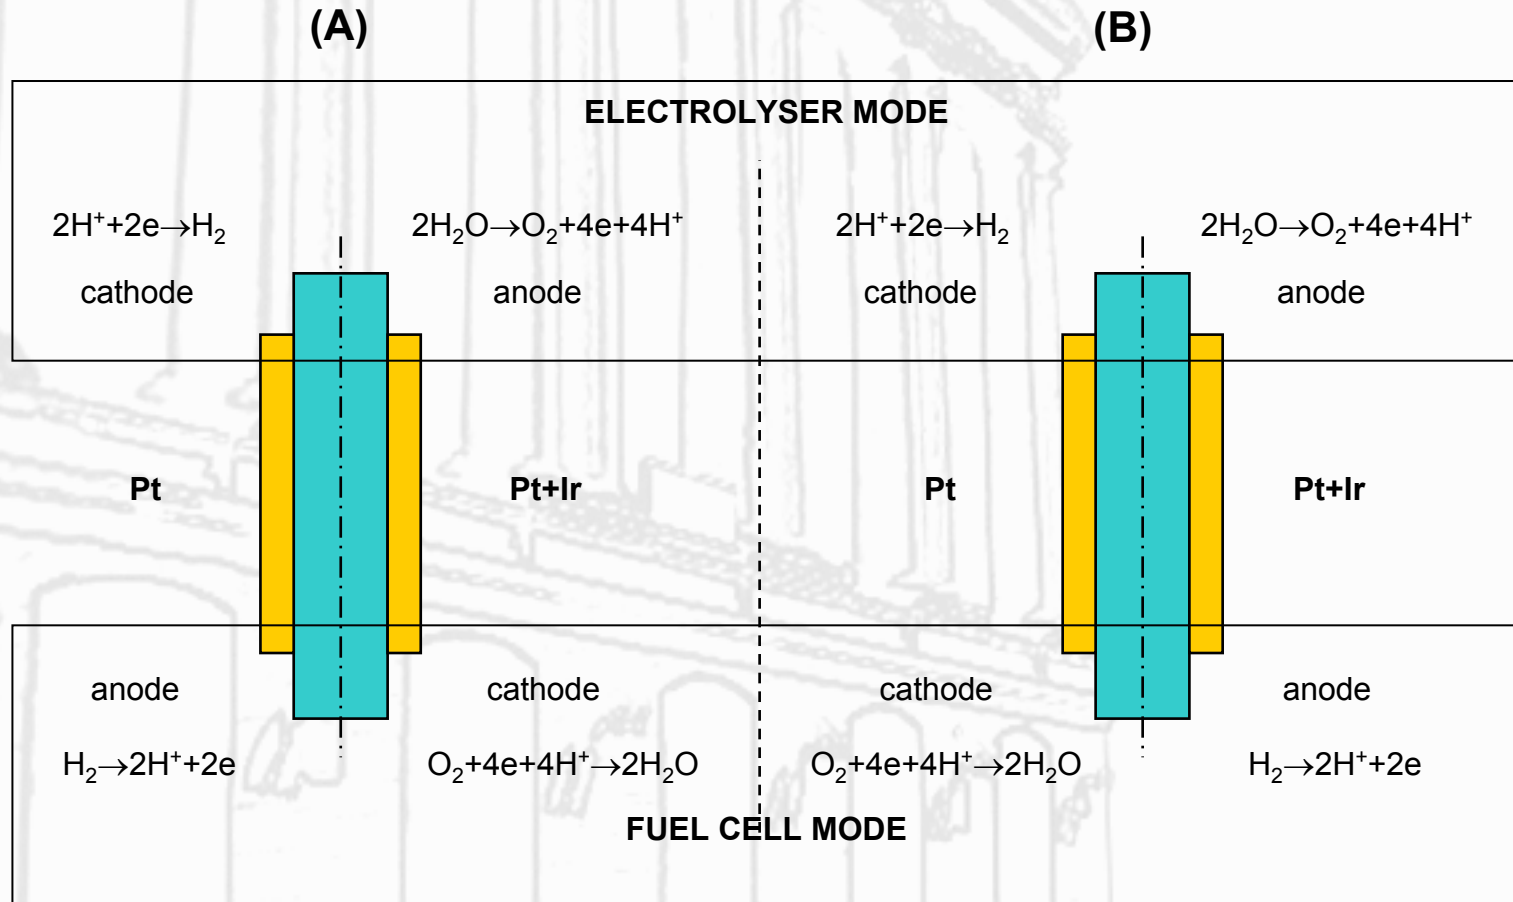 (A) (B)
ELECTROLYSER MODE
2H⁺+2e→H₂ 2H₂O→O₂+4e+4H⁺ 2H⁺+2e→H₂ 2H₂O→O₂+4e+4H⁺
cathode anode cathode anode
Pt Pt+Ir Pt Pt+Ir
anode cathode cathode anode
H₂→2H⁺+2e O₂+4e+4H⁺→2H₂O O₂+4e+4H⁺→2H₂O H₂→2H⁺+2e
FUEL CELL MODE